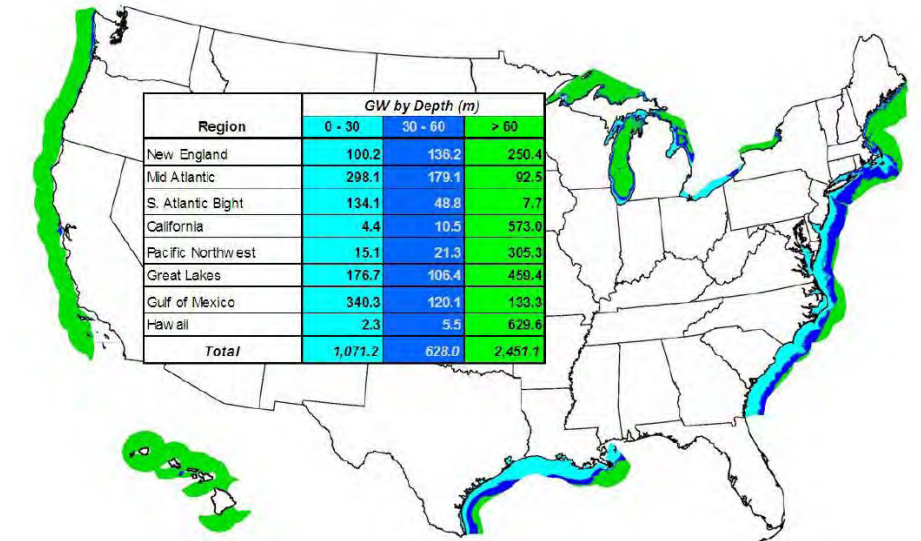 GW by Depth (m)
Region 0 - 30 30 - 60 > 60
New England 100.2 136.2 250.4
Mid Atlantic 298.1 179.1 92.5
S. Atlantic Bight 134.1 48.8 7.7
California 4.4 10.5 573.0
Pacific Northwest 15.1 21.3 305.3
Great Lakes 176.7 106.4 459.4
Gulf of Mexico 340.3 120.1 133.3
Hawaii 2.3 5.5 629.6
Total 1,071.2 628.0 2,451.1